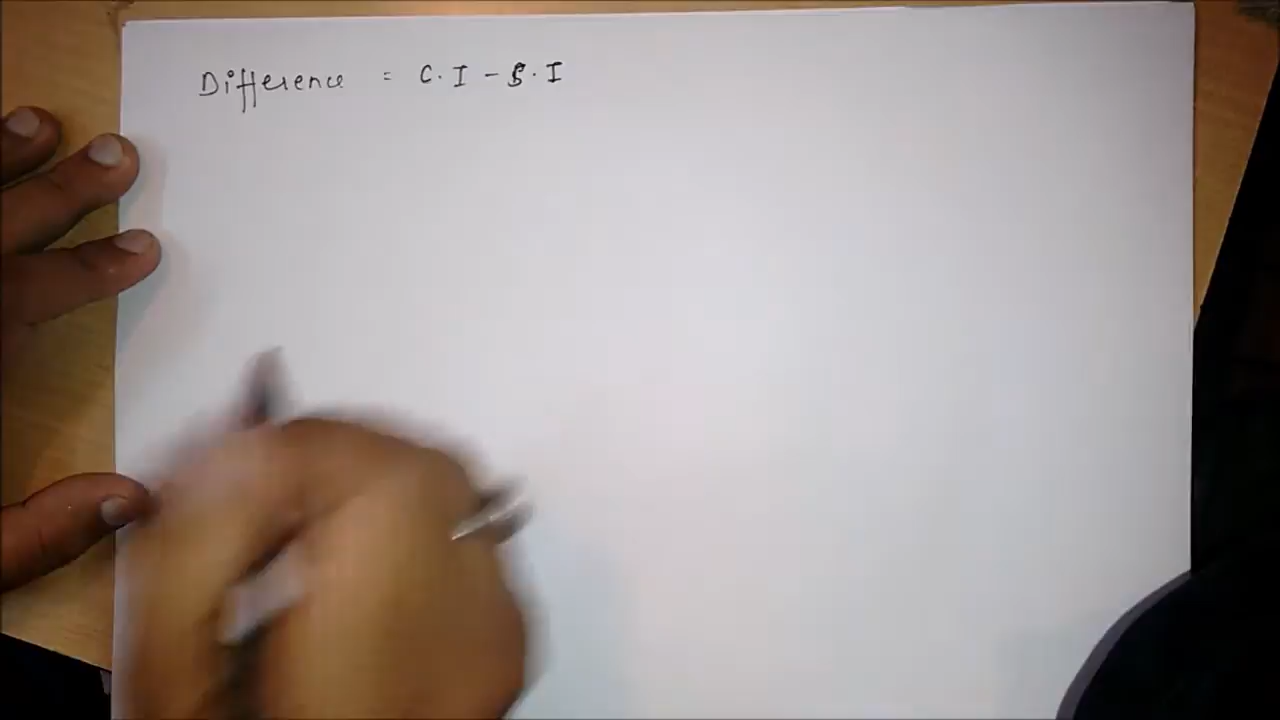 Difference = C.I - S.I